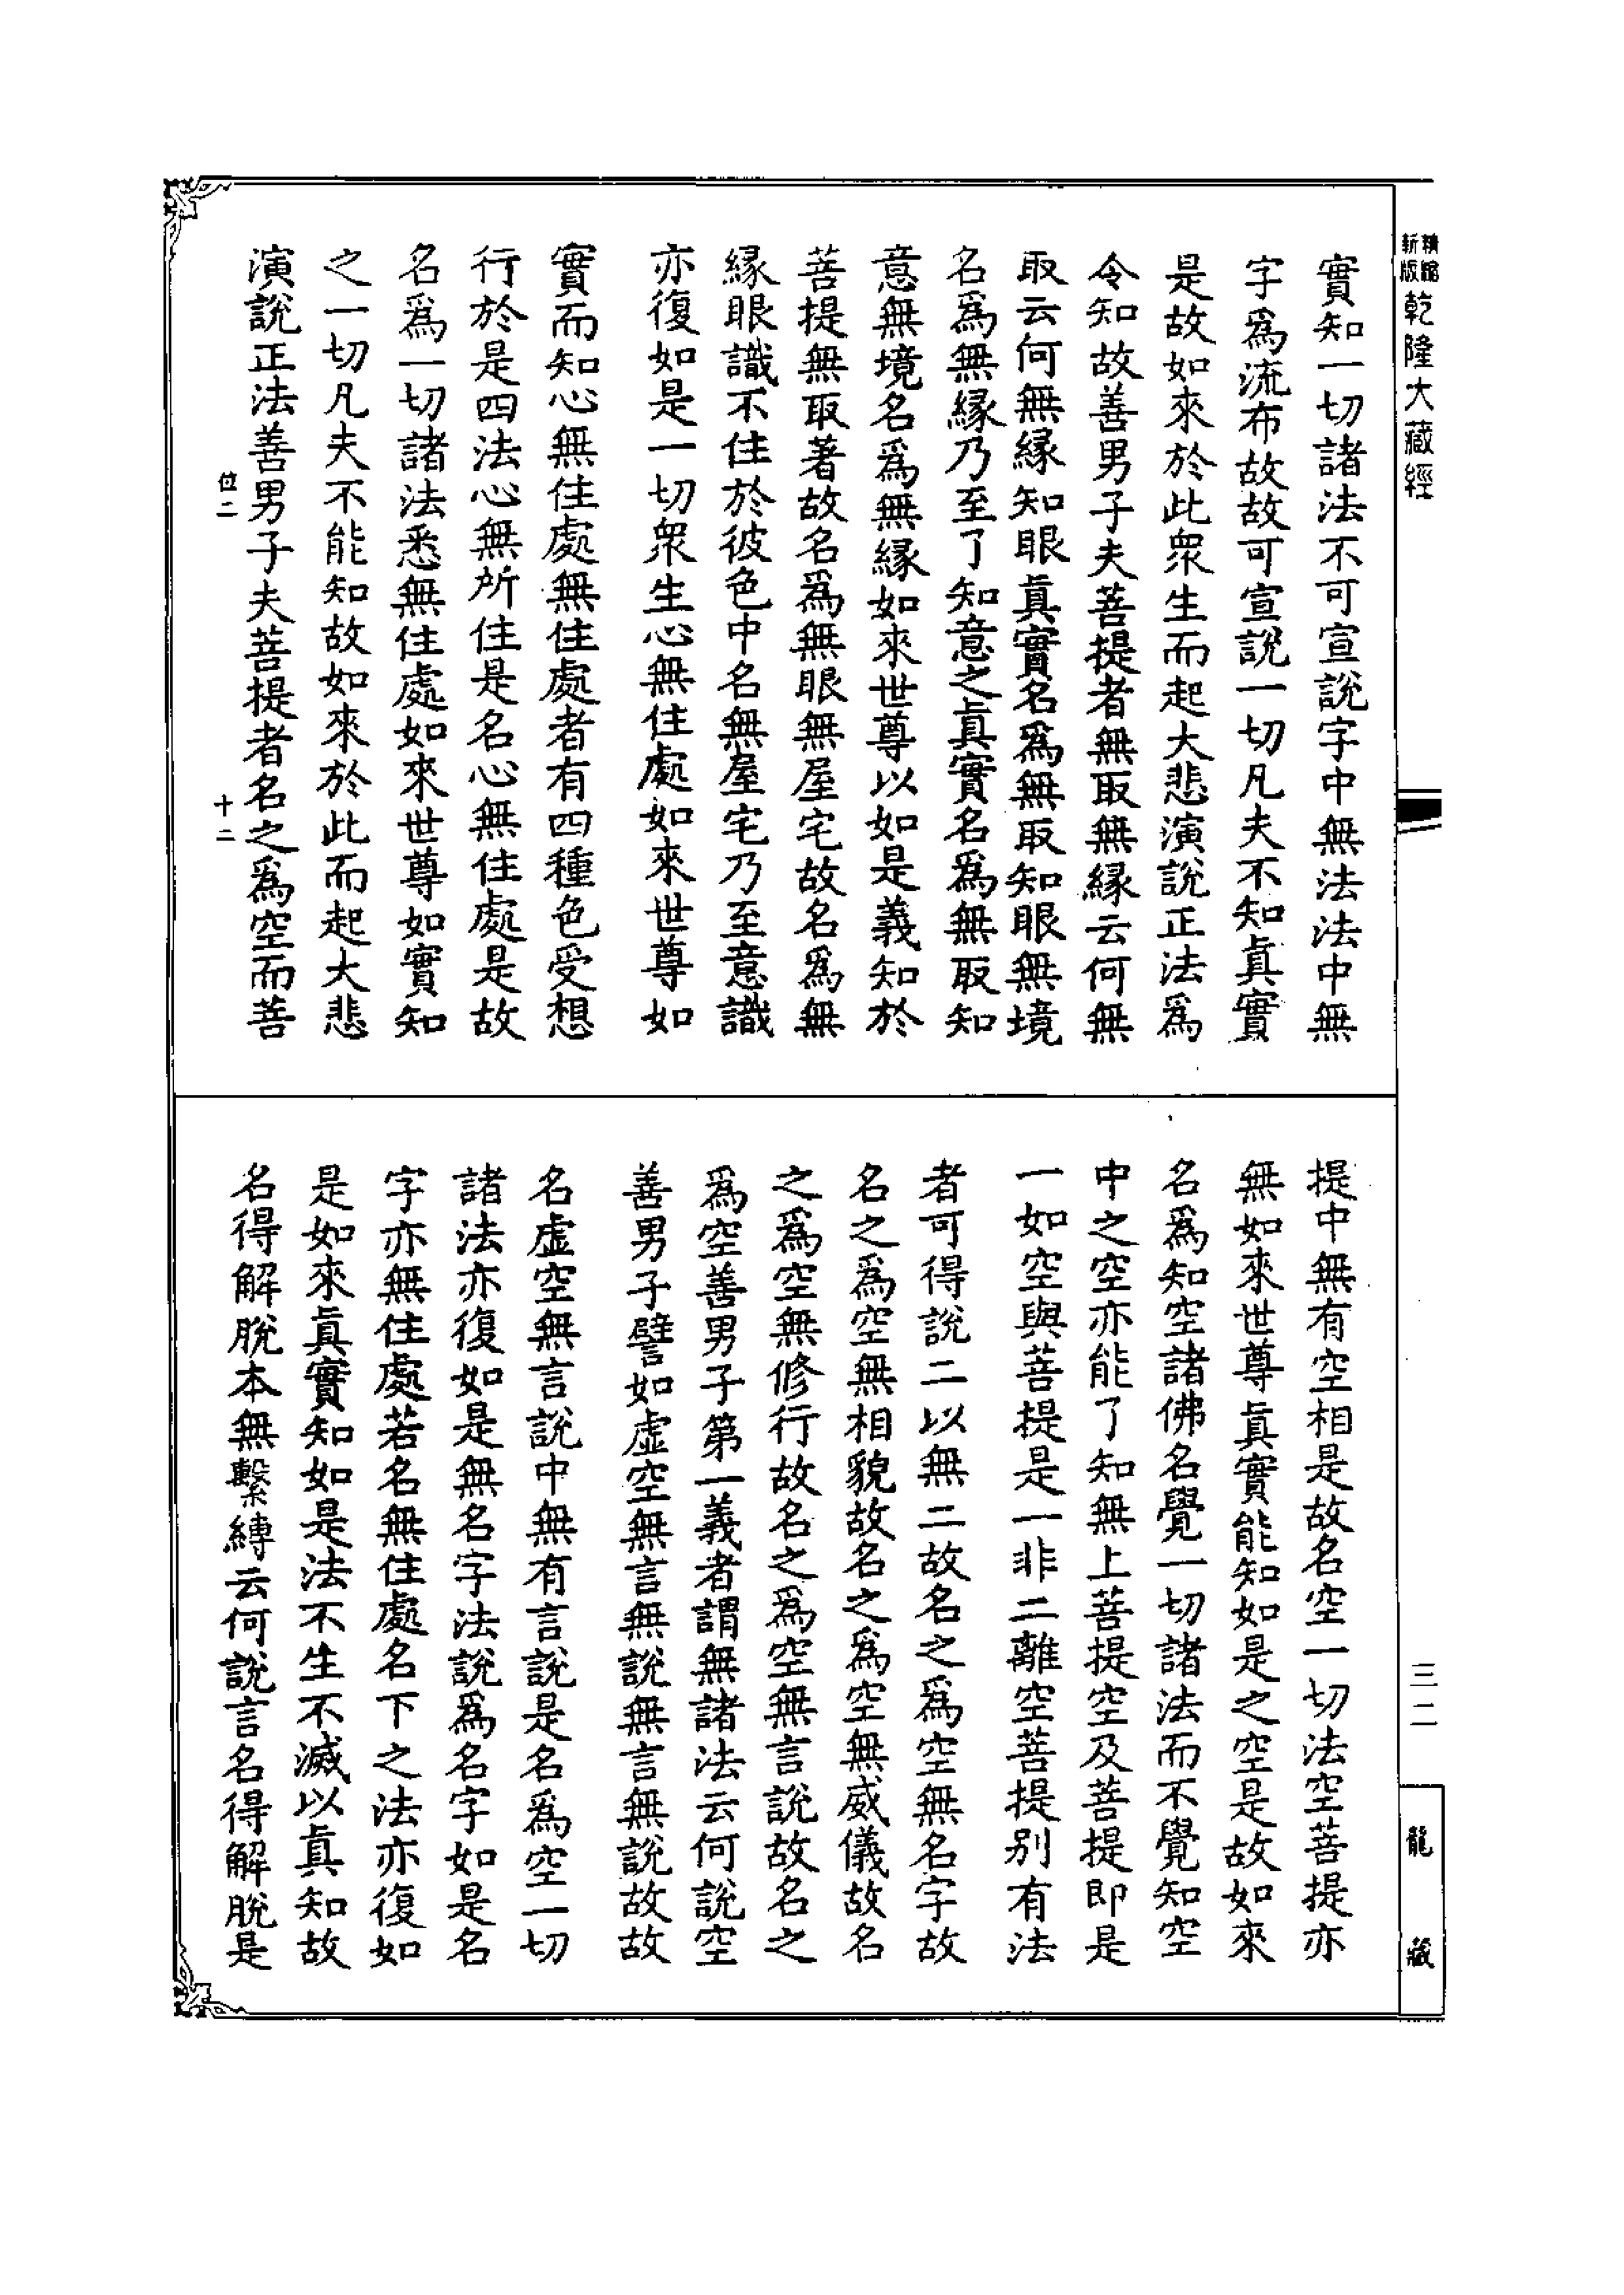 精縮新版乾隆大藏經
實知一切諸法不可宣說字中無法法中無
字爲流布故故可宣說一切凡夫不知眞實
是故如來於此衆生而起大悲演說正法爲
令知故善男子夫菩提者無取無緣云何無
取云何無緣知眼眞實名爲無取知眼無境
名爲無緣乃至了知意之眞實名爲無取知
意無境名爲無緣如來世尊以如是義知於
菩提無取著故名爲無眼無屋宅故名爲無
緣眼識不住於彼色中名無屋宅乃至意識
亦復如是一切衆生心無住處如來世尊如
實而知心無住處無住處者有四種色受想
行於是四法心無所住是名心無住處是故
名爲一切諸法悉無住處如來世尊如實知
之一切凡夫不能知故如來於此而起大悲
演說正法善男子夫菩提者名之爲空而菩
位二
十二
提中無有空相是故名空一切法空菩提亦
無如來世尊眞實能知如是之空是故如來
名爲知空諸佛名覺一切諸法而不覺知空
中之空亦能了知無上菩提空及菩提即是
一如空與菩提是一非二離空菩提別有法
者可得說二以無二故名之爲空無名字故
名之爲空無相貌故名之爲空無威儀故名
之爲空無修行故名之爲空無言說故名之
爲空善男子第一義者謂無諸法云何說空
善男子譬如虛空無言無說無言無說故故
名虛空無言說中無有言說是名爲空一切
諸法亦復如是無名字法說爲名字如是名
字亦無住處若名無住處名下之法亦復如
是如來眞實知如是法不生不滅以眞知故
名得解脫本無繫縛云何說言名得解脫是
三二
龍藏